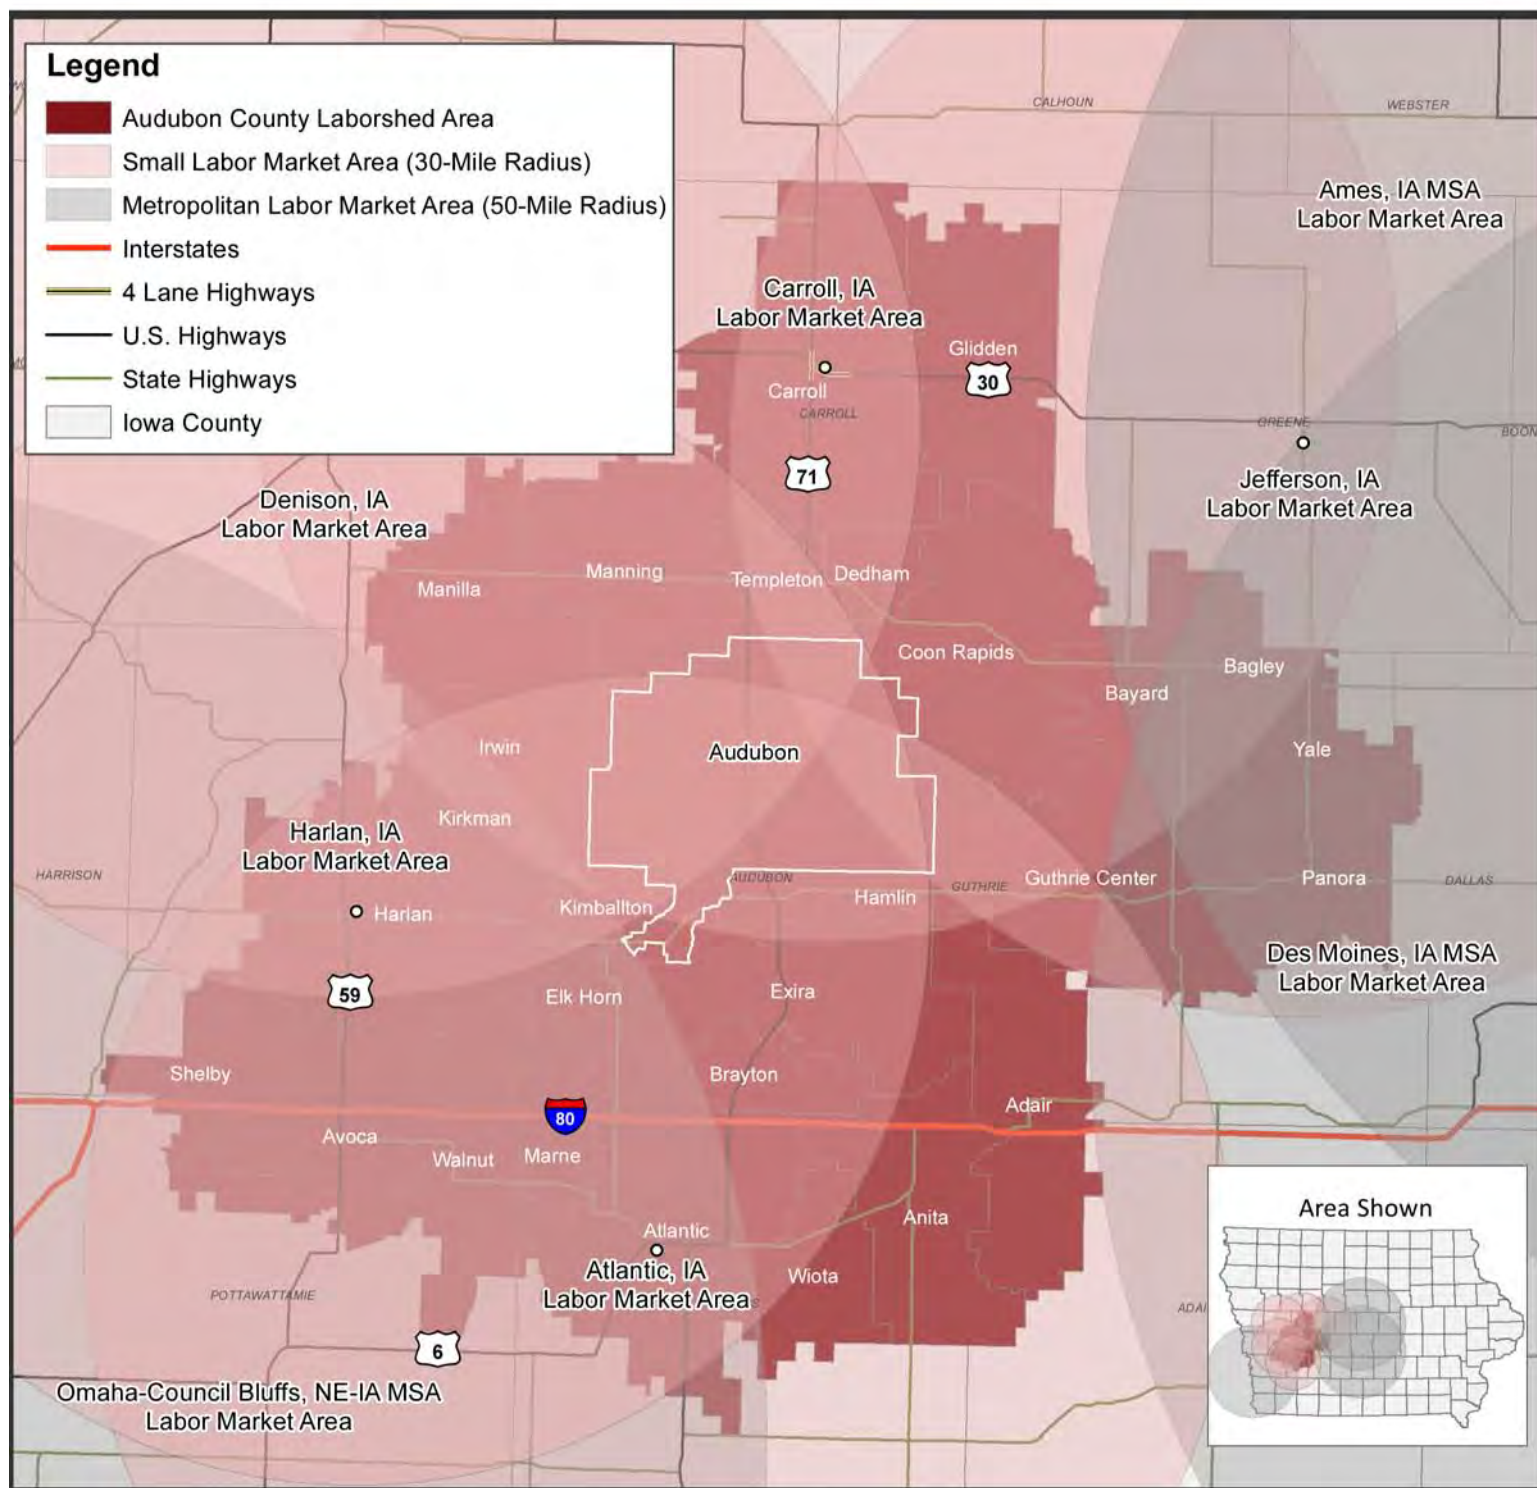 Legend
Audubon County Laborshed Area
Small Labor Market Area (30-Mile Radius)
Metropolitan Labor Market Area (50-Mile Radius)
Interstates
4 Lane Highways
U.S. Highways
State Highways
Iowa County
CALHOUN
WEBSTER
Ames, IA MSA
Labor Market Area
Carroll, IA
Labor Market Area
Glidden
30
Carroll
CARROLL
GREENE
BOON
71
Jefferson, IA
Labor Market Area
Denison, IA
Labor Market Area
Manilla
Manning
Templeton
Dedham
Coon Rapids
Bagley
Bayard
Irwin
Audubon
Yale
Kirkman
Harlan, IA
Labor Market Area
HARRISON
AUDUBON
GUTHRIE
Guthrie Center
Panora
DALLAS
Harlan
Kimballton
Hamlin
Des Moines, IA MSA
Labor Market Area
59
Elk Horn
Exira
Shelby
Brayton
80
Adair
Avoca
Walnut
Marne
Atlantic
Anita
Atlantic, IA
Labor Market Area
Wiota
POTTAWATTAMIE
ADAI
6
Omaha-Council Bluffs, NE-IA MSA
Labor Market Area
Area Shown